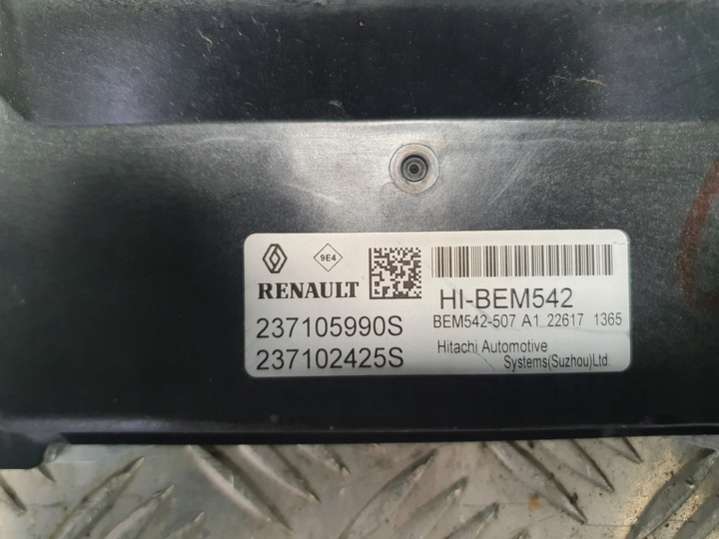 9E4
RENAULT
237105990S
237102425S
HI-BEM542
BEM542-507 A1 22617 1365
Hitachi Automotive
Systems(Suzhou)Ltd.